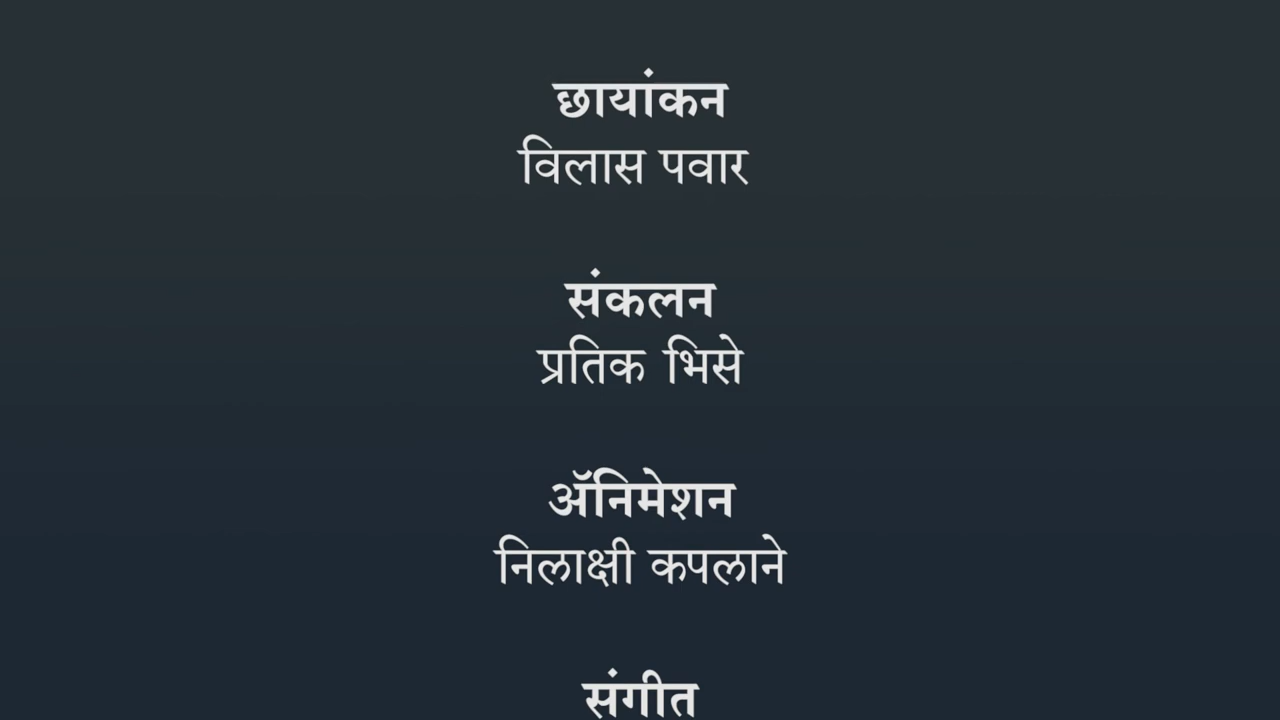 छायांकन
विलास पवार
संकलन
प्रतिक भिसे
ॲनिमेशन
निलाक्षी कपलाने
संगीत